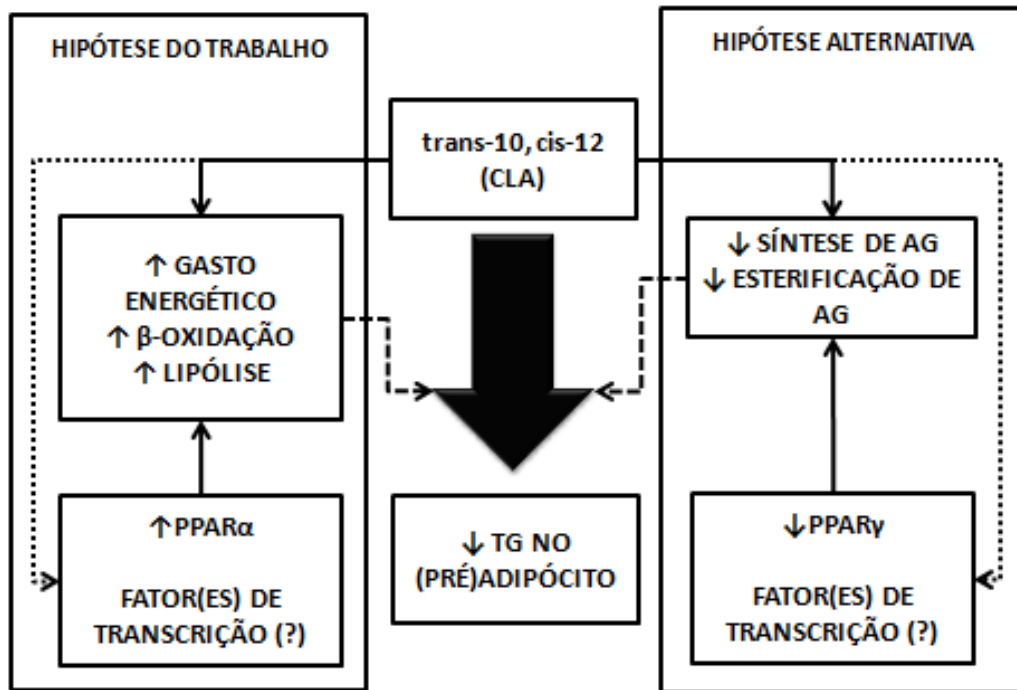 HIPÓTESE DO TRABALHO
HIPÓTESE ALTERNATIVA
trans-10, cis-12
(CLA)
↑ GASTO
ENERGÉTICO
↑ β-OXIDAÇÃO
↑ LIPÓLISE
↓ SÍNTESE DE AG
↓ ESTERIFICAÇÃO DE
AG
↑PPARα
FATOR(ES) DE
TRANSCRIÇÃO (?)
↓ TG NO
(PRÉ)ADIPÓCITO
↓PPARγ
FATOR(ES) DE
TRANSCRIÇÃO (?)